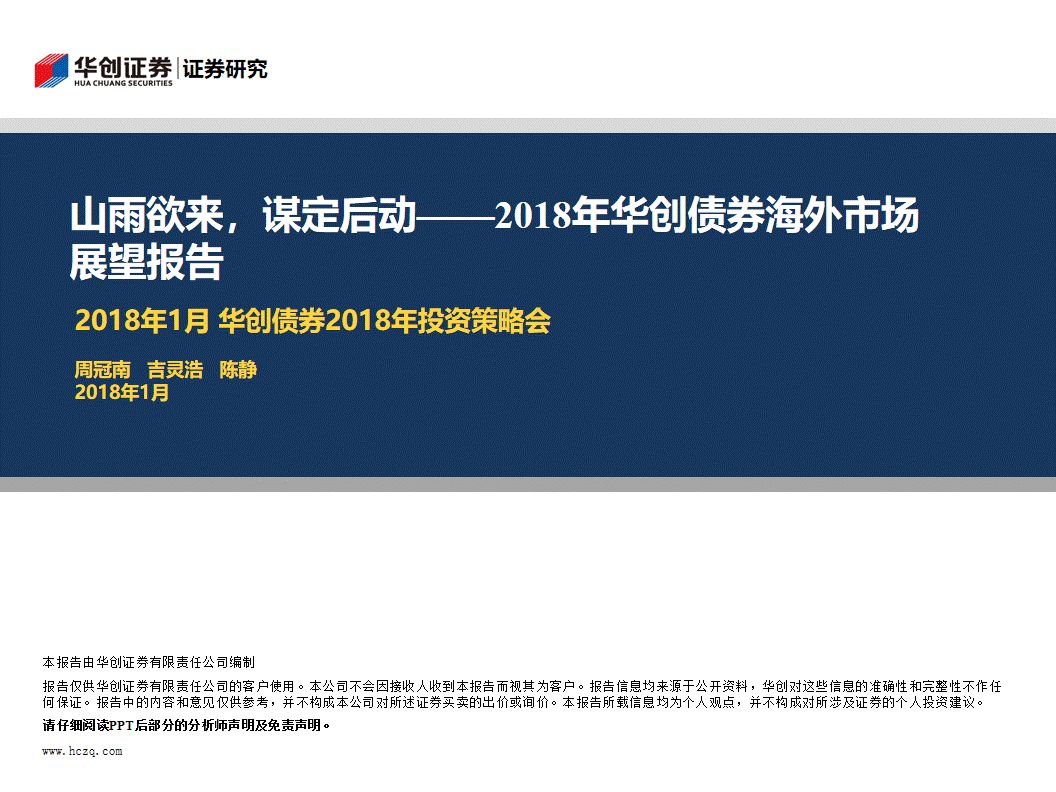 华创证券|证券研究
HUA CHUANG SECURITIES
山雨欲来，谋定后动——2018年华创债券海外市场
展望报告
2018年1月 华创债券2018年投资策略会
周冠南 吉灵浩 陈静
2018年1月
本报告由华创证券有限责任公司编制
报告仅供华创证券有限责任公司的客户使用。本公司不会因接收人收到本报告而视其为客户。报告信息均来源于公开资料，华创对这些信息的准确性和完整性不作任
何保证。报告中的内容和意见仅供参考，并不构成本公司对所述证券买卖的出价或询价。本报告所载信息均为个人观点，并不构成对所涉及证券的个人投资建议。
请仔细阅读PPT后部分的分析师声明及免责声明。
www.hczq.com